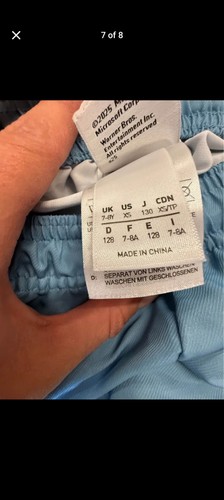 7 of 8
©2025 M
Microsoft Corp
Warner Bros.
Entertainment Inc.
All rights reserved
UK US J CDN
7-8Y XS 130 XS/TP
D F E I
128 7-8A 128 7-8A
MADE IN CHINA
D: SEPARAT VON LINKS WASCHEN
WASCHEN MIT GESCHLOSSENEN